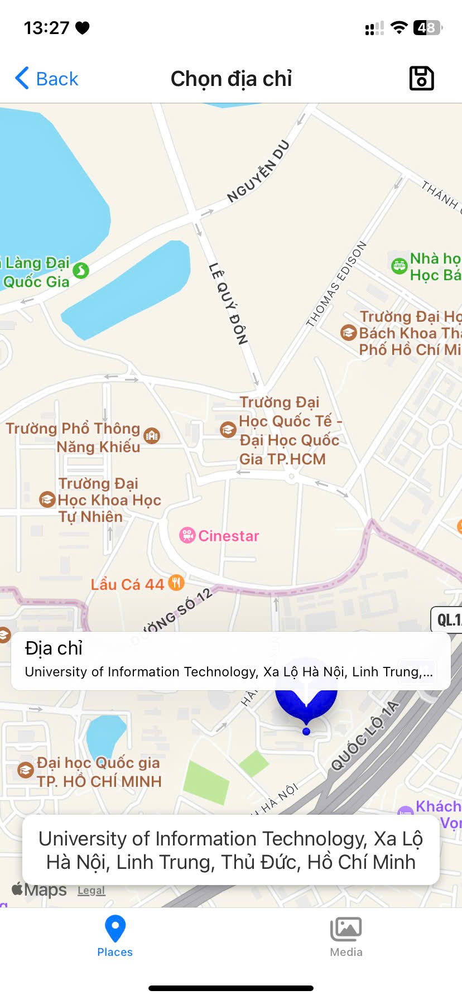 13:27
48
Back
Chọn địa chỉ
NGUYỄN DU
THÁNH
Làng Đại
Quốc Gia
LÊ QUÝ ĐÔN
THOMAS EDISON
Nhà họ
Học Bá
Trường Đại Họ
Bách Khoa Thà
Phố Hồ Chí Mi
Trường Đại
Học Quốc Tế -
Đại Học Quốc
Gia TP.HCM
Trường Phổ Thông
Năng Khiếu
Trường Đại
Học Khoa Học
Tự Nhiên
Cinestar
Lẩu Cá 44
ĐƯỜNG SỐ 12
QL.1
Địa chỉ
University of Information Technology, Xa Lộ Hà Nội, Linh Trung,...
HÀ
QUỐC LỘ 1A
Đại học Quốc gia
TP. HỒ CHÍ MINH
HÀ NỘI
Khách
Vọn
University of Information Technology, Xa Lộ
Hà Nội, Linh Trung, Thủ Đức, Hồ Chí Minh
Maps Legal
Places
Media